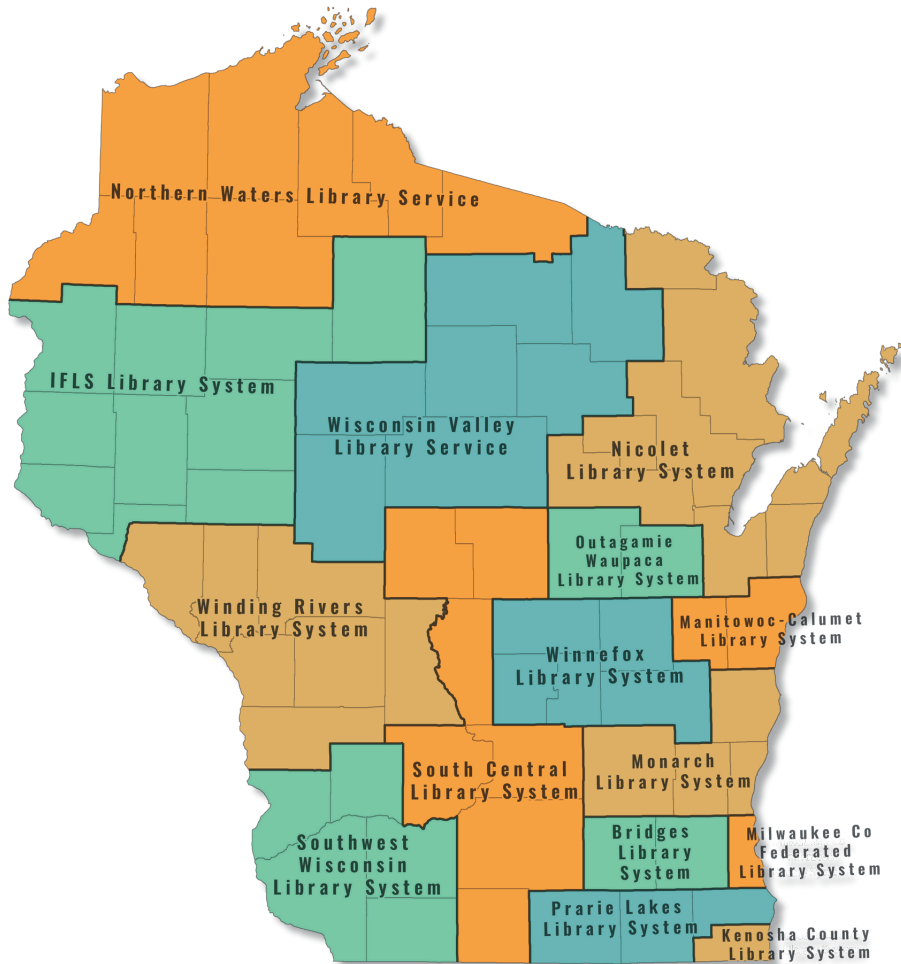 Northern Waters Library Service
IFLS Library System
Wisconsin Valley
Library Service
Nicolet
Library System
Outagamie
Waupaca
Library System
Winding Rivers
Library System
Manitowoc-Calumet
Library System
Winnefox
Library System
South Central
Library System
Monarch
Library System
Southwest
Wisconsin
Library System
Bridges
Library
System
Milwaukee Co
Federated
Library System
Prarie Lakes
Library System
Kenosha County
Library System